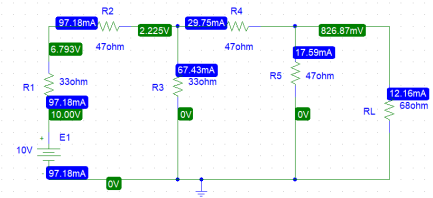 97.18mA R2 29.75mA R4
2.225V 826.87mV
6.793V 47ohm 47ohm 17.59mA
67.43mA
R1 33ohm R3 33ohm R5 47ohm
97.18mA 12.16mA
10.00V 0V 0V RL 68ohm
E1
10V
97.18mA
0V